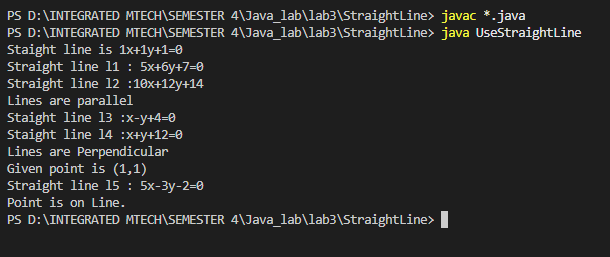 PS D:\INTEGRATED MTECH\SEMESTER 4\Java_lab\lab3\StraightLine> javac *.java
PS D:\INTEGRATED MTECH\SEMESTER 4\Java_lab\lab3\StraightLine> java UseStraightLine
Staight line is 1x+1y+1=0
Straight line l1 : 5x+6y+7=0
Straight line l2 :10x+12y+14
Lines are parallel
Staright line l3 :x-y+4=0
Staright line l4 :x+y+12=0
Lines are Perpendicular
Given point is (1,1)
Straight line l5 : 5x-3y-2=0
Point is on Line.
PS D:\INTEGRATED MTECH\SEMESTER 4\Java_lab\lab3\StraightLine>